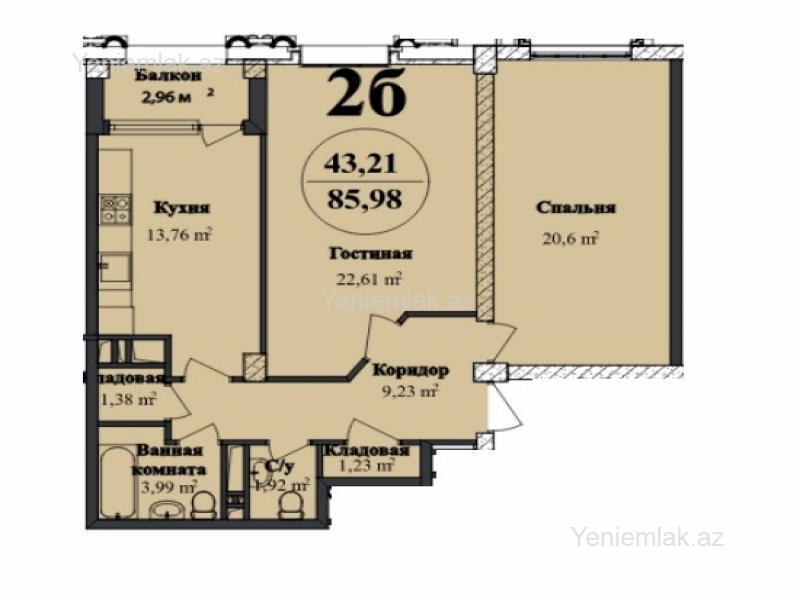 Yeniemlak.az
Балкон
2,96 м 2
2б
43,21
85,98
Кухня
13,76 m²
Гостиная
22,61 m²
Спальня
20,6 m²
Yeniemlak.az
Коридор
9,23 m²
Кладовая
1,38 m²
Ванная
комната
3,99 m²
С/у
1,92 m²
Кладовая
1,23 m²
Yeniemlak.az